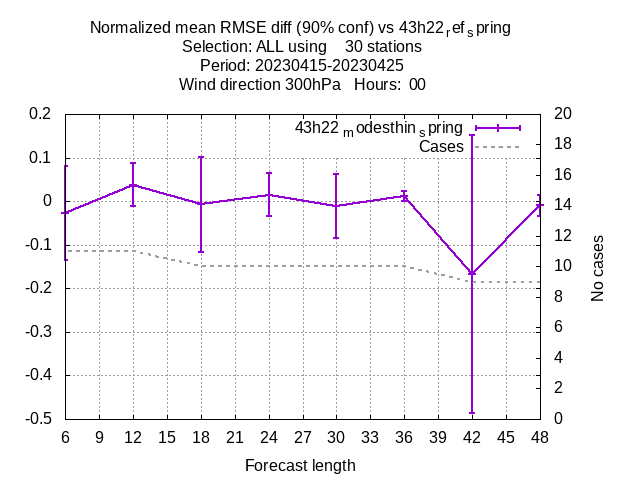 Normalized mean RMSE diff (90% conf) vs 43h22refspring
Selection: ALL using 30 stations
Period: 20230415-20230425
Wind direction 300hPa Hours: 00
43h22modesthinspring
Cases
0.2
0.1
0
-0.1
-0.2
-0.3
-0.4
-0.5
20
18
16
14
12
10
8
6
4
2
0
No cases
6 9 12 15 18 21 24 27 30 33 36 39 42 45 48
Forecast length